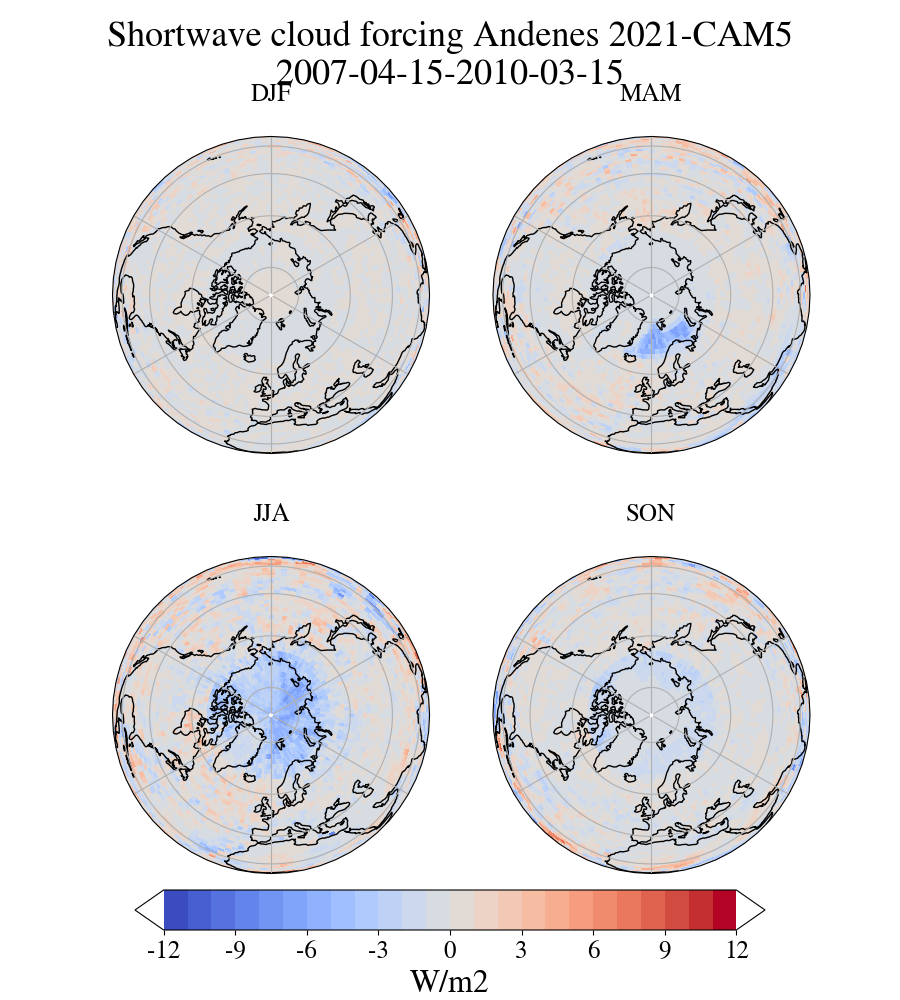 Shortwave cloud forcing Andenes 2021-CAM5
2007-04-15-2010-03-15
DJF MAM
JJA SON
-12 -9 -6 -3 0 3 6 9 12
W/m2